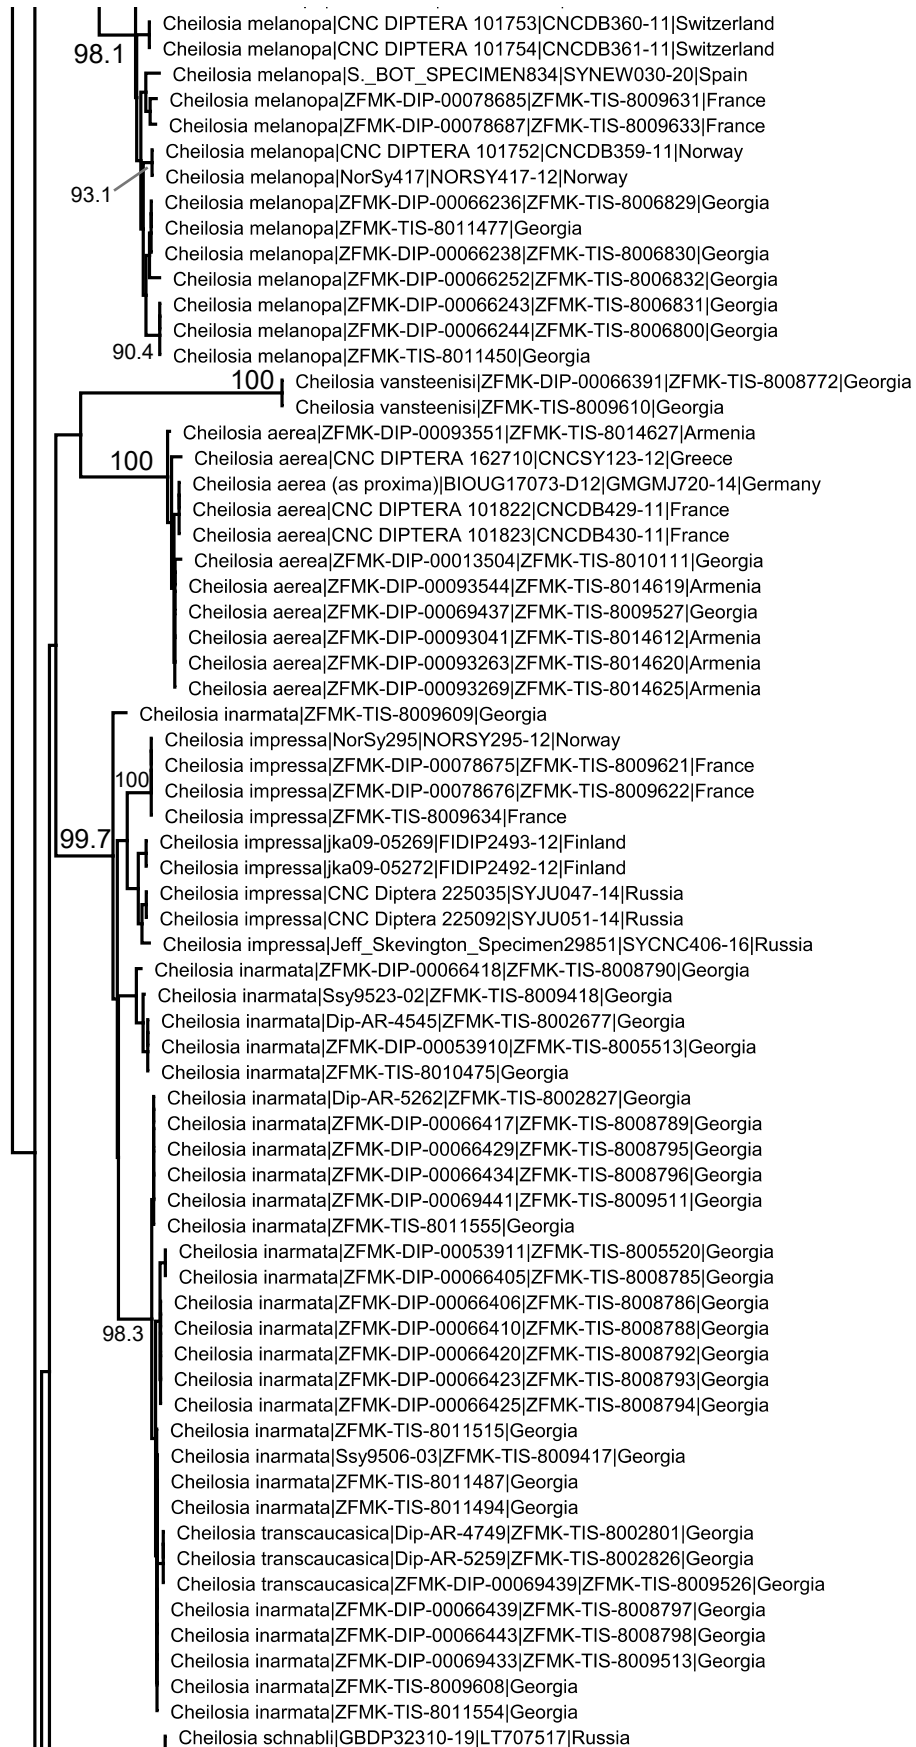 Cheilosia melanopa|CNC DIPTERA 101753|CNCDB360-11|Switzerland
98.1
Cheilosia melanopa|CNC DIPTERA 101754|CNCDB361-11|Switzerland
Cheilosia melanopa|S._BOT_SPECIMEN834|SYNEW030-20|Spain
Cheilosia melanopa|ZFMK-DIP-00078685|ZFMK-TIS-8009631|France
Cheilosia melanopa|ZFMK-DIP-00078687|ZFMK-TIS-8009633|France
Cheilosia melanopa|CNC DIPTERA 101752|CNCDB359-11|Norway
Cheilosia melanopa|NorSy417|NORSY417-12|Norway
93.1
Cheilosia melanopa|ZFMK-DIP-00066236|ZFMK-TIS-8006829|Georgia
Cheilosia melanopa|ZFMK-TIS-8011477|Georgia
Cheilosia melanopa|ZFMK-DIP-00066238|ZFMK-TIS-8006830|Georgia
Cheilosia melanopa|ZFMK-DIP-00066252|ZFMK-TIS-8006832|Georgia
Cheilosia melanopa|ZFMK-DIP-00066243|ZFMK-TIS-8006831|Georgia
Cheilosia melanopa|ZFMK-DIP-00066244|ZFMK-TIS-8006800|Georgia
90.4
Cheilosia melanopa|ZFMK-TIS-8011450|Georgia
100
Cheilosia vansteenisi|ZFMK-DIP-00066391|ZFMK-TIS-8008772|Georgia
Cheilosia vansteenisi|ZFMK-TIS-8009610|Georgia
Cheilosia aerea|ZFMK-DIP-00093551|ZFMK-TIS-8014627|Armenia
100
Cheilosia aerea|CNC DIPTERA 162710|CNCSY123-12|Greece
Cheilosia aerea (as proxima)|BIOUG17073-D12|GMGMJ720-14|Germany
Cheilosia aerea|CNC DIPTERA 101822|CNCDB429-11|France
Cheilosia aerea|CNC DIPTERA 101823|CNCDB430-11|France
Cheilosia aerea|ZFMK-DIP-00013504|ZFMK-TIS-8010111|Georgia
Cheilosia aerea|ZFMK-DIP-00093544|ZFMK-TIS-8014619|Armenia
Cheilosia aerea|ZFMK-DIP-00069437|ZFMK-TIS-8009527|Georgia
Cheilosia aerea|ZFMK-DIP-00093041|ZFMK-TIS-8014612|Armenia
Cheilosia aerea|ZFMK-DIP-00093263|ZFMK-TIS-8014620|Armenia
Cheilosia aerea|ZFMK-DIP-00093269|ZFMK-TIS-8014625|Armenia
Cheilosia inarmata|ZFMK-TIS-8009609|Georgia
Cheilosia impressa|NorSy295|NORSY295-12|Norway
Cheilosia impressa|ZFMK-DIP-00078675|ZFMK-TIS-8009621|France
100
Cheilosia impressa|ZFMK-DIP-00078676|ZFMK-TIS-8009622|France
Cheilosia impressa|ZFMK-TIS-8009634|France
99.7
Cheilosia impressa|jka09-05269|FIDIP2493-12|Finland
Cheilosia impressa|jka09-05272|FIDIP2492-12|Finland
Cheilosia impressa|CNC Diptera 225035|SYJU047-14|Russia
Cheilosia impressa|CNC Diptera 225092|SYJU051-14|Russia
Cheilosia impressa|Jeff_Skevington_Specimen29851|SYCNC406-16|Russia
Cheilosia inarmata|ZFMK-DIP-00066418|ZFMK-TIS-8008790|Georgia
Cheilosia inarmata|Ssy9523-02|ZFMK-TIS-8009418|Georgia
Cheilosia inarmata|Dip-AR-4545|ZFMK-TIS-8002677|Georgia
Cheilosia inarmata|ZFMK-DIP-00053910|ZFMK-TIS-8005513|Georgia
Cheilosia inarmata|ZFMK-TIS-8010475|Georgia
Cheilosia inarmata|Dip-AR-5262|ZFMK-TIS-8002827|Georgia
Cheilosia inarmata|ZFMK-DIP-00066417|ZFMK-TIS-8008789|Georgia
Cheilosia inarmata|ZFMK-DIP-00066429|ZFMK-TIS-8008795|Georgia
Cheilosia inarmata|ZFMK-DIP-00066434|ZFMK-TIS-8008796|Georgia
Cheilosia inarmata|ZFMK-DIP-00069441|ZFMK-TIS-8009511|Georgia
Cheilosia inarmata|ZFMK-TIS-8011555|Georgia
Cheilosia inarmata|ZFMK-DIP-00053911|ZFMK-TIS-8005520|Georgia
Cheilosia inarmata|ZFMK-DIP-00066405|ZFMK-TIS-8008785|Georgia
Cheilosia inarmata|ZFMK-DIP-00066406|ZFMK-TIS-8008786|Georgia
98.3
Cheilosia inarmata|ZFMK-DIP-00066410|ZFMK-TIS-8008788|Georgia
Cheilosia inarmata|ZFMK-DIP-00066420|ZFMK-TIS-8008792|Georgia
Cheilosia inarmata|ZFMK-DIP-00066423|ZFMK-TIS-8008793|Georgia
Cheilosia inarmata|ZFMK-DIP-00066425|ZFMK-TIS-8008794|Georgia
Cheilosia inarmata|ZFMK-TIS-8011515|Georgia
Cheilosia inarmata|Ssy9506-03|ZFMK-TIS-8009417|Georgia
Cheilosia inarmata|ZFMK-TIS-8011487|Georgia
Cheilosia inarmata|ZFMK-TIS-8011494|Georgia
Cheilosia transcaucasica|Dip-AR-4749|ZFMK-TIS-8002801|Georgia
Cheilosia transcaucasica|Dip-AR-5259|ZFMK-TIS-8002826|Georgia
Cheilosia transcaucasica|ZFMK-DIP-00069439|ZFMK-TIS-8009526|Georgia
Cheilosia inarmata|ZFMK-DIP-00066439|ZFMK-TIS-8008797|Georgia
Cheilosia inarmata|ZFMK-DIP-00066443|ZFMK-TIS-8008798|Georgia
Cheilosia inarmata|ZFMK-DIP-00069433|ZFMK-TIS-8009513|Georgia
Cheilosia inarmata|ZFMK-TIS-8009608|Georgia
Cheilosia inarmata|ZFMK-TIS-8011554|Georgia
Cheilosia schnabli|GBDP32310-19|LT707517|Russia